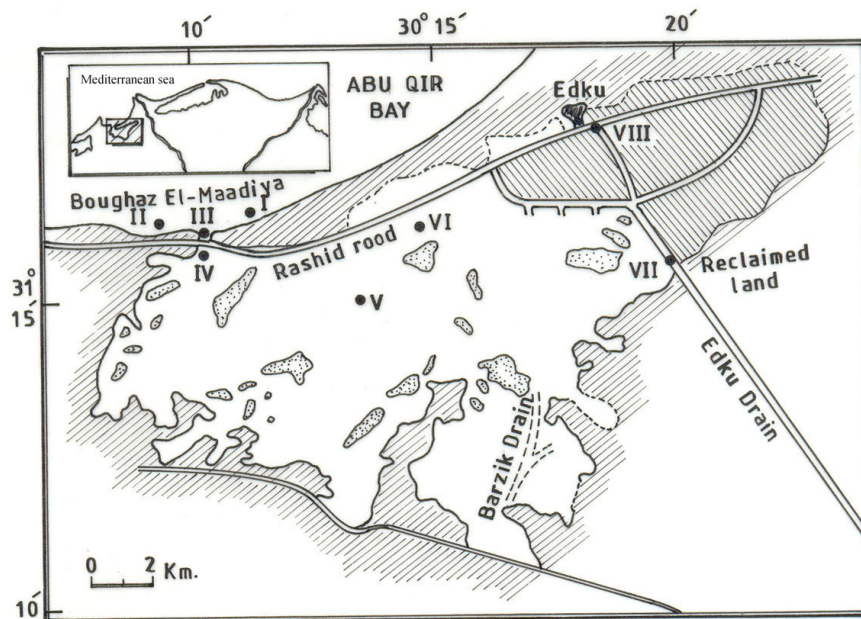 10′
30° 15′
20′
Mediterranean sea
ABU QIR
BAY
Edku
VIII
Boughaz El-Maadiya
I
II
III
VI
Rashid rood
IV
VII
Reclaimed
land
31°
15′
V
Edku Drain
Barzik Drain
0 2
Km.
10′